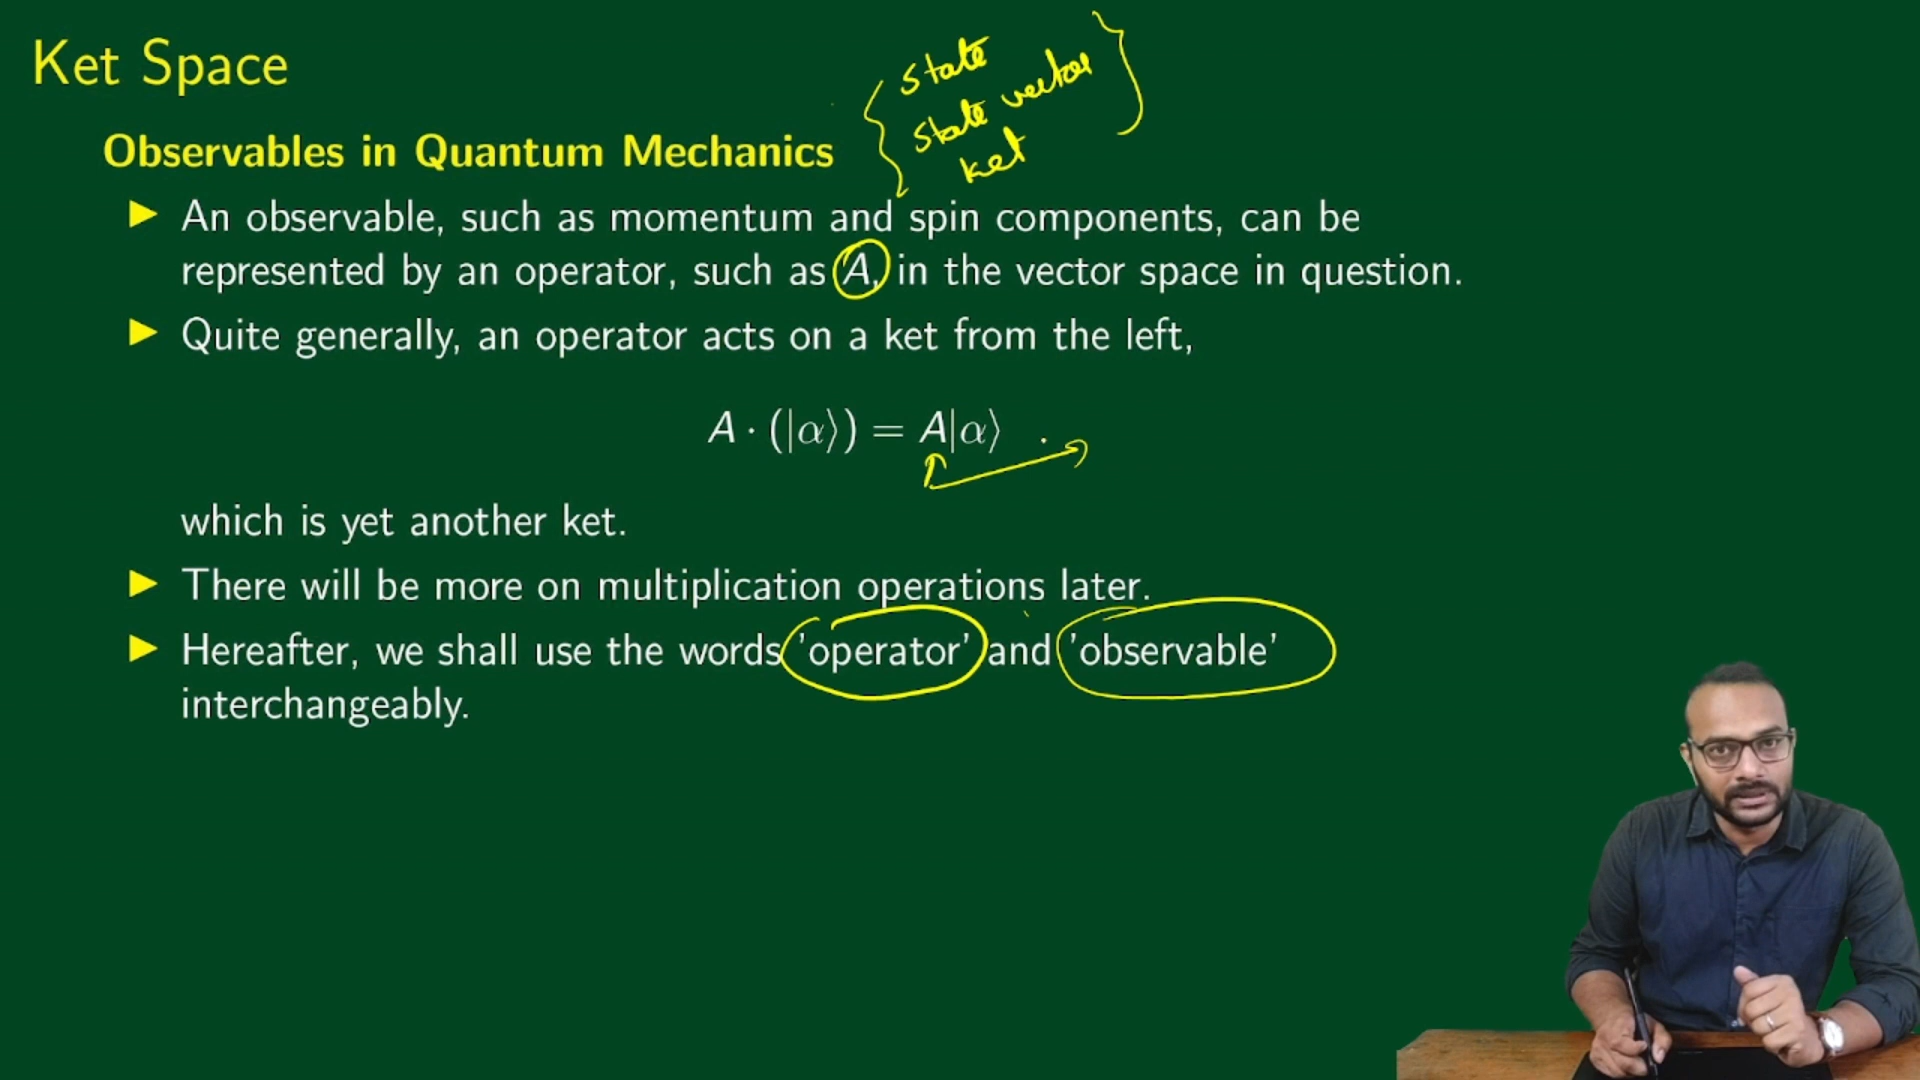 Ket Space
state
state vector
ket
Observables in Quantum Mechanics
▶ An observable, such as momentum and spin components, can be
represented by an operator, such as A, in the vector space in question.
▶ Quite generally, an operator acts on a ket from the left,
A · (|α⟩) = A|α⟩ .
which is yet another ket.
▶ There will be more on multiplication operations later.
▶ Hereafter, we shall use the words 'operator' and 'observable'
interchangeably.